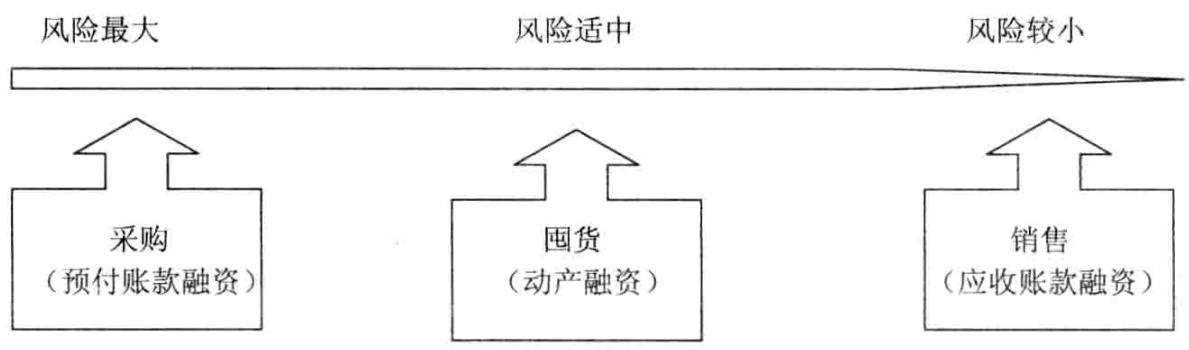 风险最大
风险适中
风险较小
采购
（预付账款融资）
囤货
（动产融资）
销售
（应收账款融资）